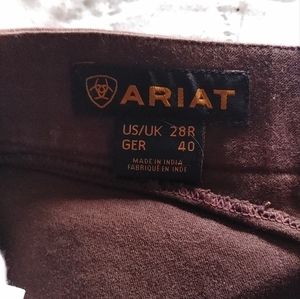 ARIAT
US/UK 28R
GER 40
MADE IN INDIA
FABRIQUÉ EN INDE